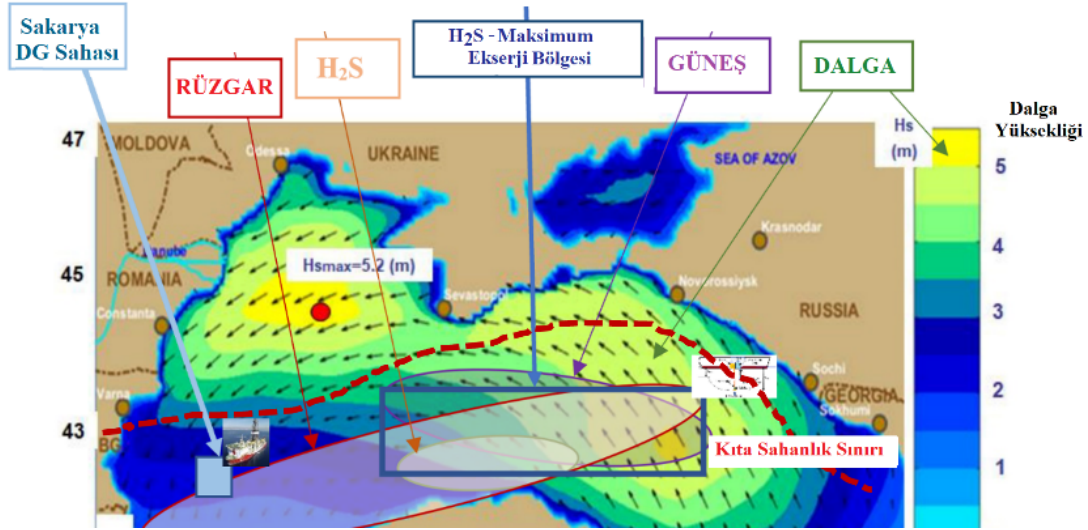 Sakarya
DG Sahası
RÜZGAR
H₂S
H₂S - Maksimum
Ekserji Bölgesi
GÜNEŞ
DALGA
Dalga
Yüksekliği
Hs
(m)
47
45
43
MOLDOVA
Odessa
UKRAINE
SEA OF AZOV
Krasnodar
Danube
ROMANIA
Hsmax=5.2 (m)
Constanta
Sevastopol
Novorossiysk
RUSSIA
Varna
Sochi
GEORGIA
Sokhumi
BG
Kıta Sahanlık Sınırı
5
4
3
2
1